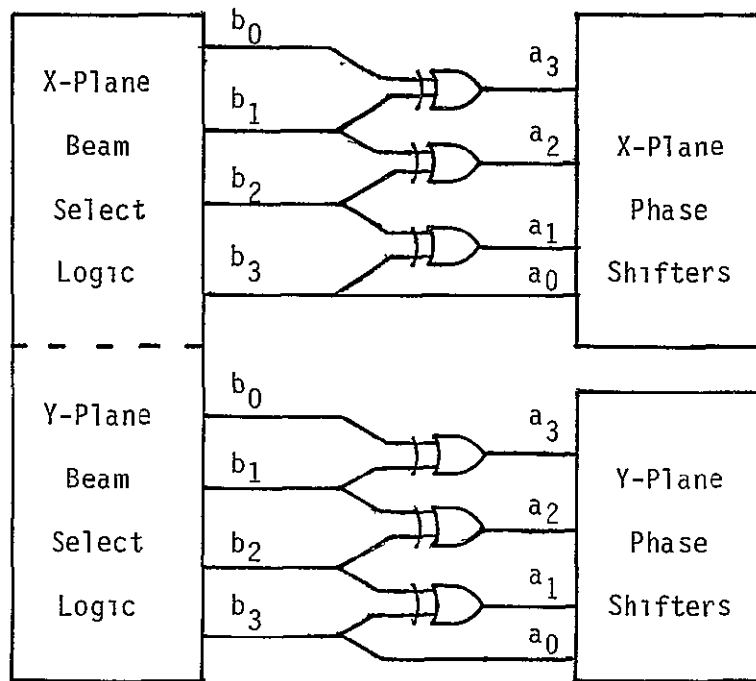 X-Plane
Beam
Select
Logic
b0
b1
b2
b3
a3
a2
a1
a0
X-Plane
Phase
Shifters
Y-Plane
Beam
Select
Logic
b0
b1
b2
b3
a3
a2
a1
a0
Y-Plane
Phase
Shifters